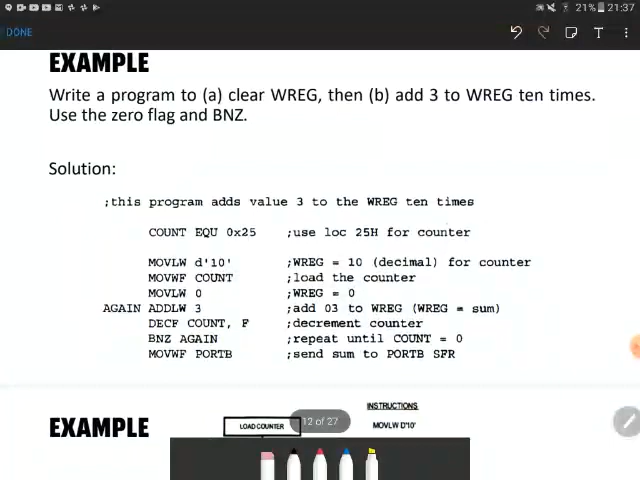 21% 21:37
DONE
T
EXAMPLE
Write a program to (a) clear WREG, then (b) add 3 to WREG ten times.
Use the zero flag and BNZ.
Solution:
;this program adds value 3 to the WREG ten times
COUNT EQU 0x25 ;use loc 25H for counter
MOVLW d'10' ;WREG = 10 (decimal) for counter
MOVWF COUNT ;load the counter
MOVLW 0 ;WREG = 0
AGAIN ADDLW 3 ;add 03 to WREG (WREG = sum)
DECF COUNT, F ;decrement counter
BNZ AGAIN ;repeat until COUNT = 0
MOVWF PORTB ;send sum to PORTB SFR
INSTRUCTIONS
EXAMPLE
LOAD COUNTER
12 of 27
MOVLW D'10'